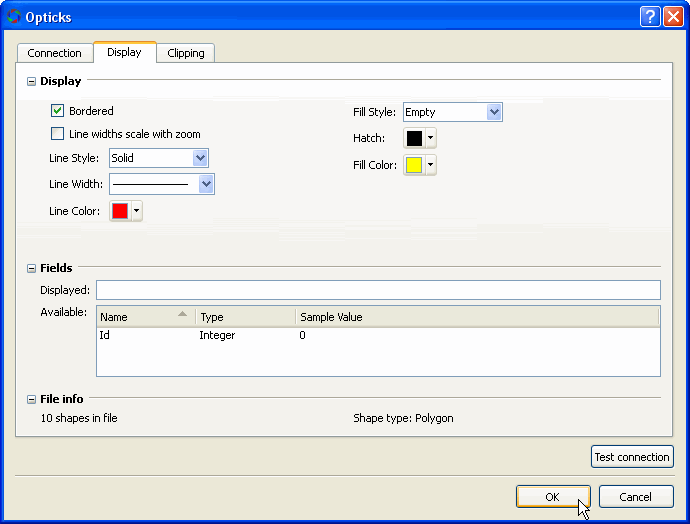 Opticks
Connection Display Clipping
Display
Bordered
Line widths scale with zoom
Line Style: Solid
Line Width:
Line Color:
Fill Style: Empty
Hatch:
Fill Color:
Fields
Displayed:
Available:
Name Type Sample Value
Id Integer 0
File info
10 shapes in file Shape type: Polygon
Test connection
OK Cancel